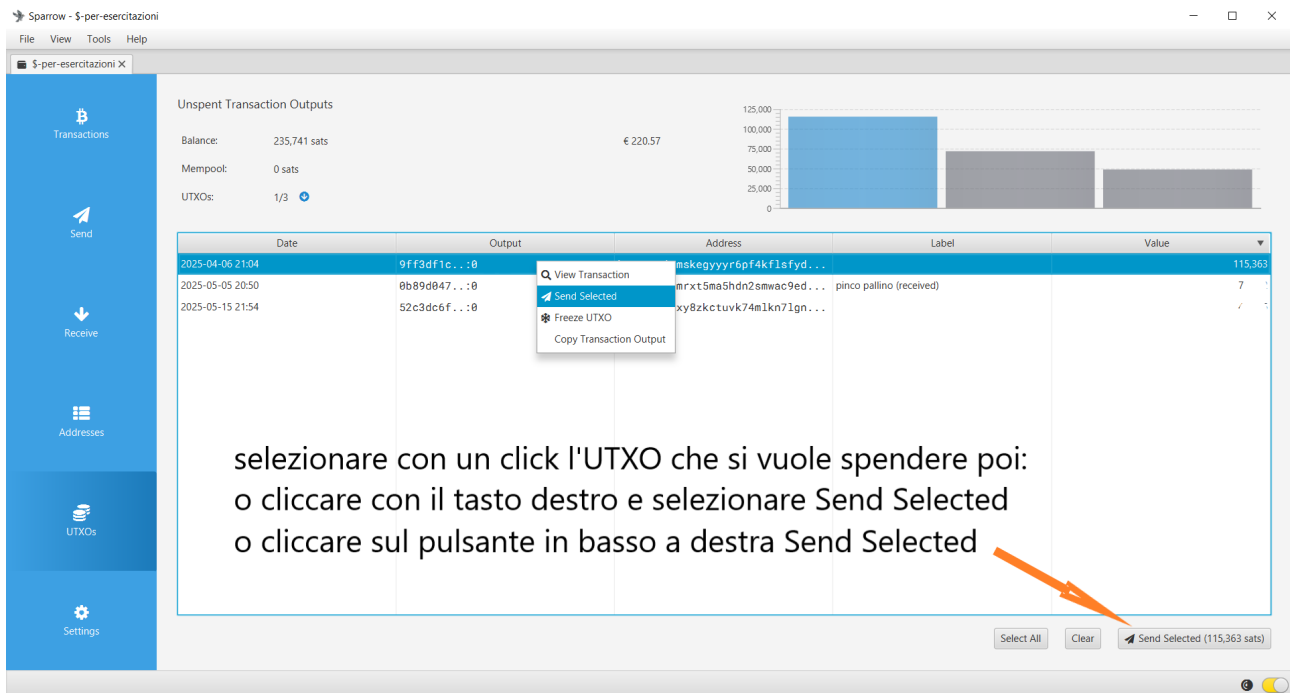 Sparrow - $-per-esercitazioni
File View Tools Help
$-per-esercitazioni
Transactions
Send
Receive
Addresses
UTXOs
Settings
Unspent Transaction Outputs
Balance: 235,741 sats € 220.57
Mempool: 0 sats
UTXOs: 1/3
125,000
100,000
75,000
50,000
25,000
0
Date Output Address Label Value
2025-04-06 21:04 9ff3df1c..:0 mskegyyyr6pf4kflsfyd... 115,363
2025-05-05 20:50 0b89d047..:0 mrxt5ma5hdn2smwac9ed... pinco pallino (received) 7
2025-05-15 21:54 52c3dc6f..:0 xy8zkctuvk74mlkn7lgn...
View Transaction
Send Selected
Freeze UTXO
Copy Transaction Output
selezionare con un click l'UTXO che si vuole spendere poi:
o cliccare con il tasto destro e selezionare Send Selected
o cliccare sul pulsante in basso a destra Send Selected
Select All Clear Send Selected (115,363 sats)